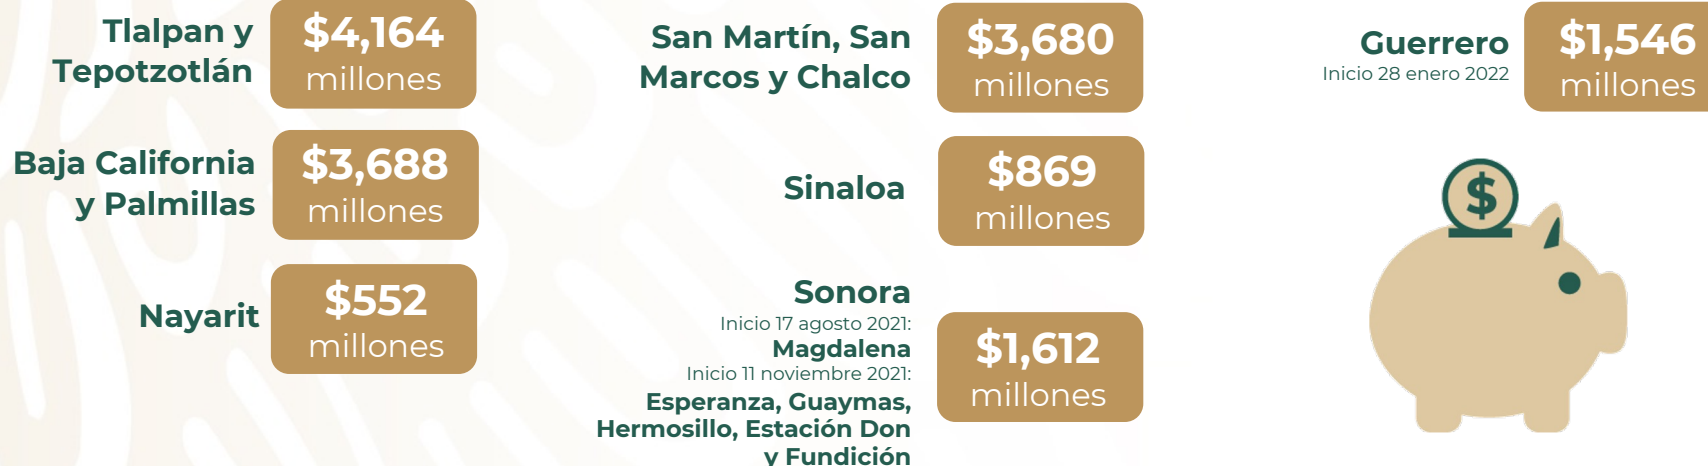 Tlalpan y
Tepotzotlán
$4,164
millones
Baja California
y Palmillas
$3,688
millones
Nayarit
$552
millones
San Martín, San
Marcos y Chalco
$3,680
millones
Sinaloa
$869
millones
Sonora
Inicio 17 agosto 2021:
Magdalena
Inicio 11 noviembre 2021:
Esperanza, Guaymas,
Hermosillo, Estación Don
y Fundición
$1,612
millones
Guerrero
Inicio 28 enero 2022
$1,546
millones
$